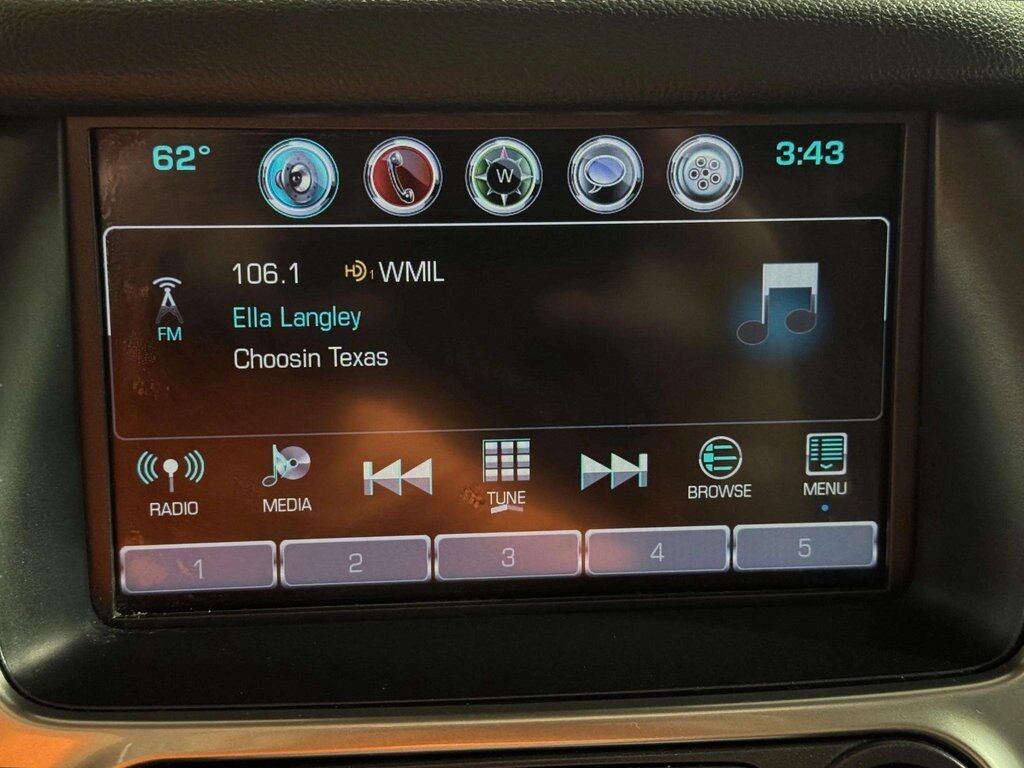 62°
W
3:43
106.1 HD1 WMIL
FM
Ella Langley
Choosin Texas
RADIO
MEDIA
TUNE
BROWSE
MENU
1
2
3
4
5